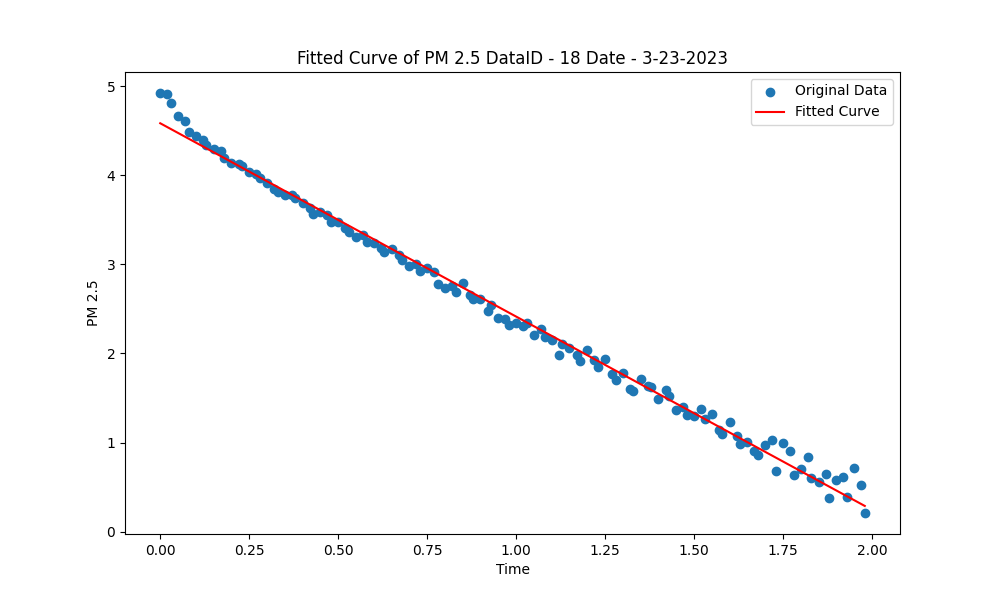 Fitted Curve of PM 2.5 DataID - 18 Date - 3-23-2023
Original Data
Fitted Curve
5
4
3
2
1
0
PM 2.5
0.00 0.25 0.50 0.75 1.00 1.25 1.50 1.75 2.00
Time